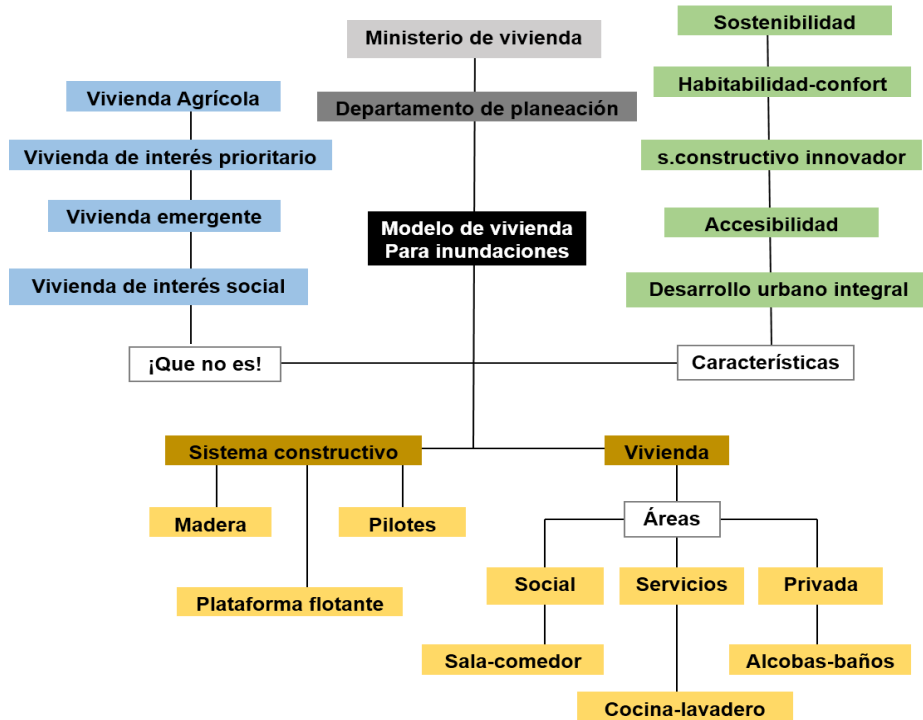 Ministerio de vivienda
Departamento de planeación
Modelo de vivienda
Para inundaciones
Vivienda Agrícola
Vivienda de interés prioritario
Vivienda emergente
Vivienda de interés social
¡Que no es!
Sostenibilidad
Habitabilidad-confort
s.constructivo innovador
Accesibilidad
Desarrollo urbano integral
Característícas
Sistema constructivo
Madera
Pilotes
Plataforma flotante
Vivienda
Áreas
Social
Servicios
Privada
Sala-comedor
Alcobas-baños
Cocina-lavadero